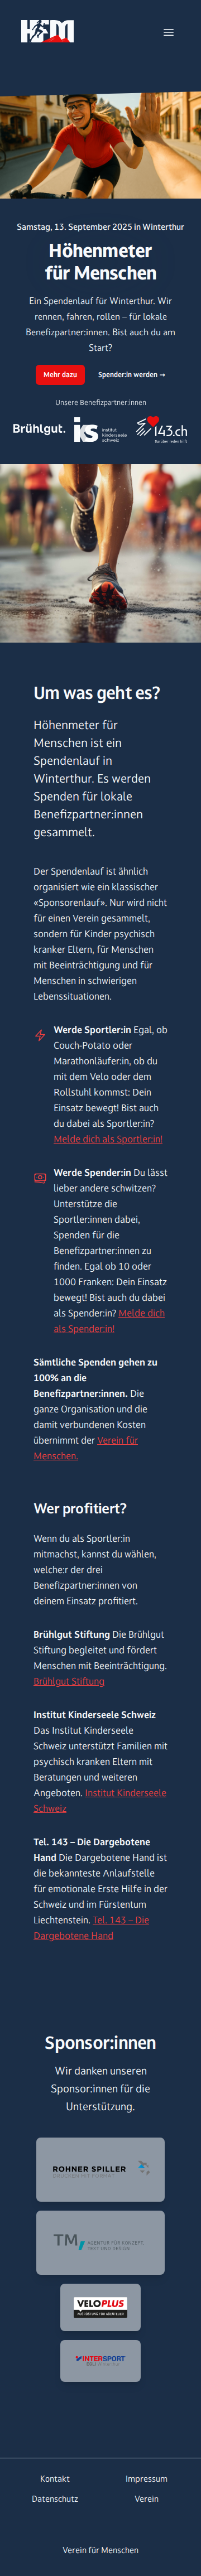 HFM
Samstag, 13. September 2025 in Winterthur
Höhenmeter
für Menschen
Ein Spendenlauf für Winterthur. Wir
rennen, fahren, rollen – für lokale
Benefizpartner:innen. Bist auch du am
Start?
Mehr dazu
Spender:in werden →
Unsere Benefizpartner:innen
Brühlgut.
iks institut
kinderseele
schweiz
143.ch
Darüber reden hilft
Um was geht es?
Höhenmeter für
Menschen ist ein
Spendenlauf in
Winterthur. Es werden
Spenden für lokale
Benefizpartner:innen
gesammelt.
Der Spendenlauf ist ähnlich
organisiert wie ein klassischer
«Sponsorenlauf». Nur wird nicht
für einen Verein gesammelt,
sondern für Kinder psychisch
kranker Eltern, für Menschen
mit Beeinträchtigung und für
Menschen in schwierigen
Lebenssituationen.
Werde Sportler:in Egal, ob
Couch-Potato oder
Marathonläufer:in, ob du
mit dem Velo oder dem
Rollstuhl kommst: Dein
Einsatz bewegt! Bist auch
du dabei als Sportler:in?
Melde dich als Sportler:in!
Werde Spender:in Du lässt
lieber andere schwitzen?
Unterstütze die
Sportler:innen dabei,
Spenden für die
Benefizpartner:innen zu
finden. Egal ob 10 oder
1000 Franken: Dein Einsatz
bewegt! Bist auch du dabei
als Spender:in? Melde dich
als Spender:in!
Sämtliche Spenden gehen zu
100% an die
Benefizpartner:innen. Die
ganze Organisation und die
damit verbundenen Kosten
übernimmt der Verein für
Menschen.
Wer profitiert?
Wenn du als Sportler:in
mitmachst, kannst du wählen,
welche:r der drei
Benefizpartner:innen von
deinem Einsatz profitiert.
Brühlgut Stiftung Die Brühlgut
Stiftung begleitet und fördert
Menschen mit Beeinträchtigung.
Brühlgut Stiftung
Institut Kinderseele Schweiz
Das Institut Kinderseele
Schweiz unterstützt Familien mit
psychisch kranken Eltern mit
Beratungen und weiteren
Angeboten. Institut Kinderseele
Schweiz
Tel. 143 – Die Dargebotene
Hand Die Dargebotene Hand ist
die bekannteste Anlaufstelle
für emotionale Erste Hilfe in der
Schweiz und im Fürstentum
Liechtenstein. Tel. 143 – Die
Dargebotene Hand
Sponsor:innen
Wir danken unseren
Sponsor:innen für die
Unterstützung.
ROHNER SPILLER
TM/ AGENTUR FÜR KONZEPT,
TEXT UND DESIGN
VELOPLUS
AUSRÜSTUNG FÜR ABENTEUER
INTERSPORT
Kontakt
Impressum
Datenschutz
Verein
Verein für Menschen